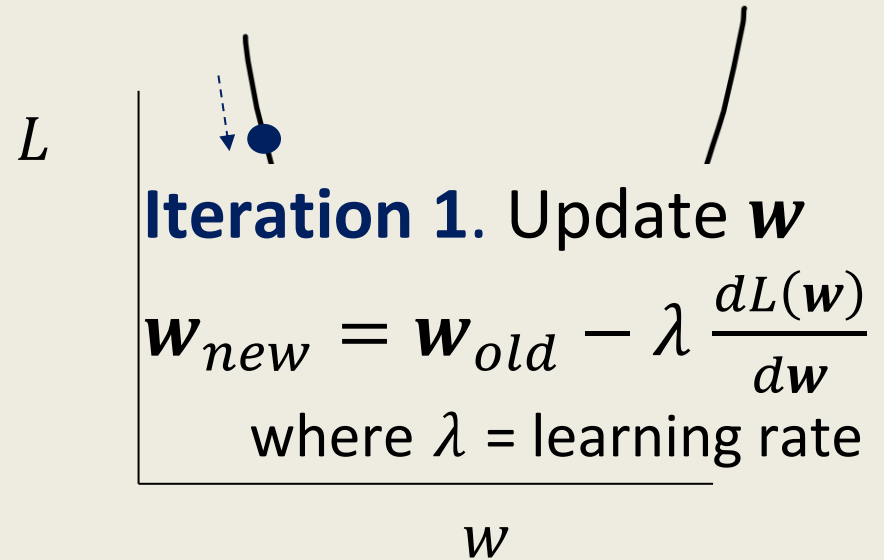 L
Iteration 1. Update w
w_new = w_old − λ dL(w)/dw
where λ = learning rate
w